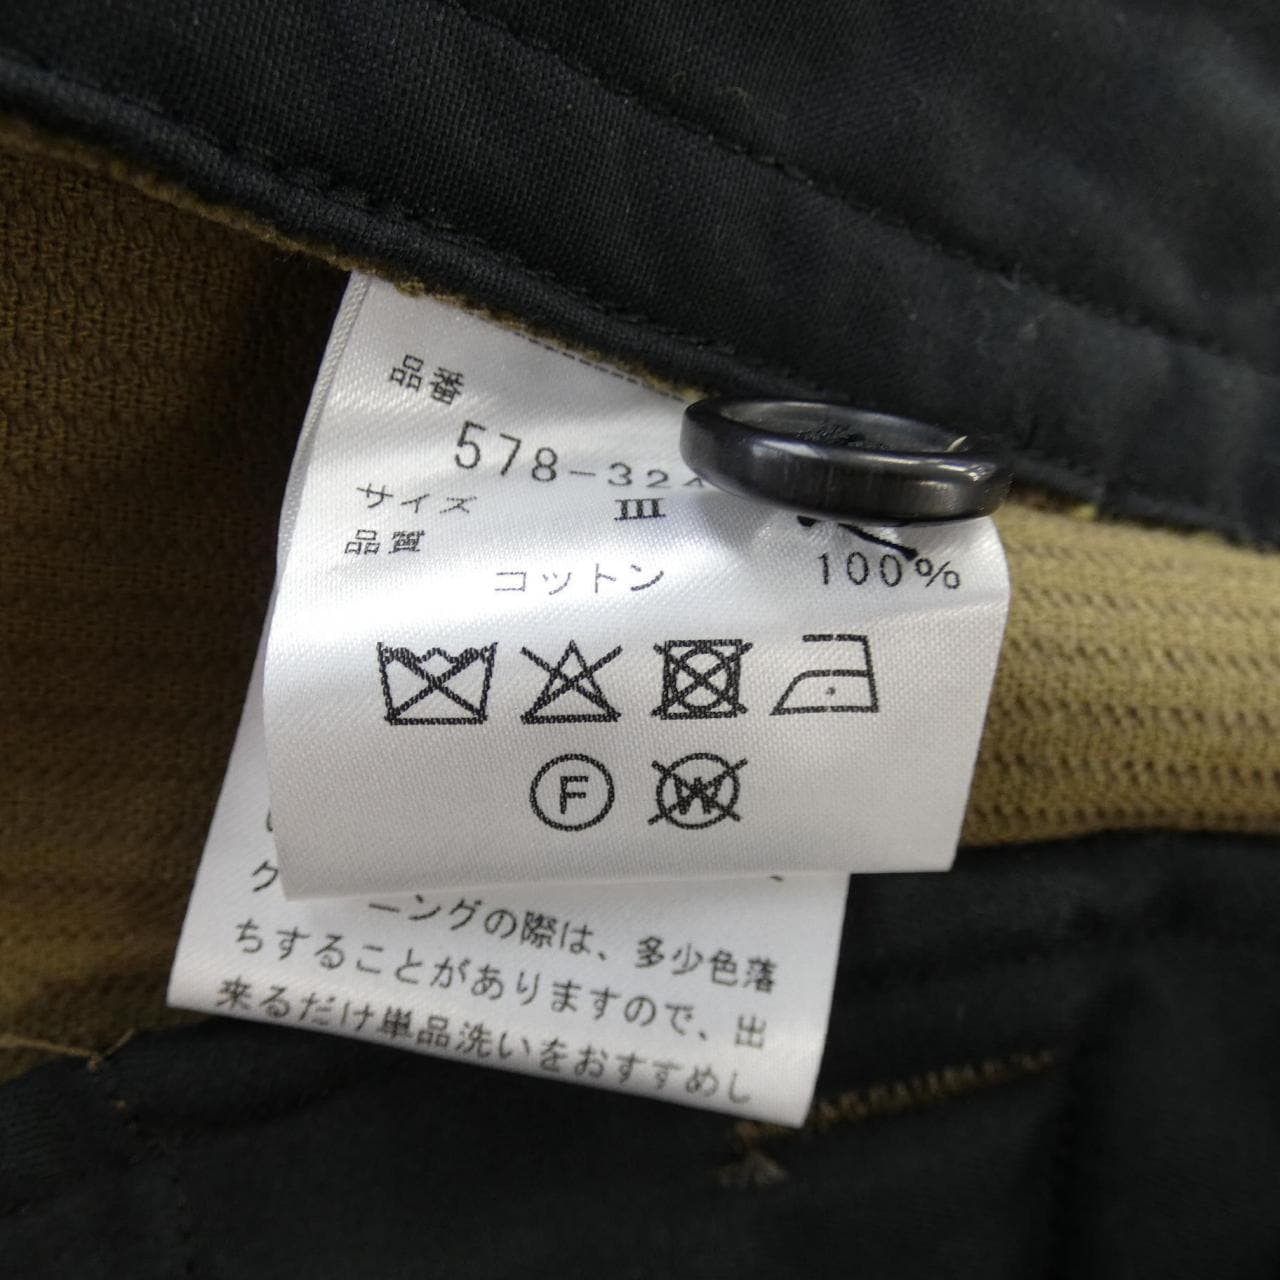 品番
578-32
サイズ III
品質
コットン 100%
F W
ーニングの際は、多少色落
ちすることがありますので、出
来るだけ単品洗いをおすすめし